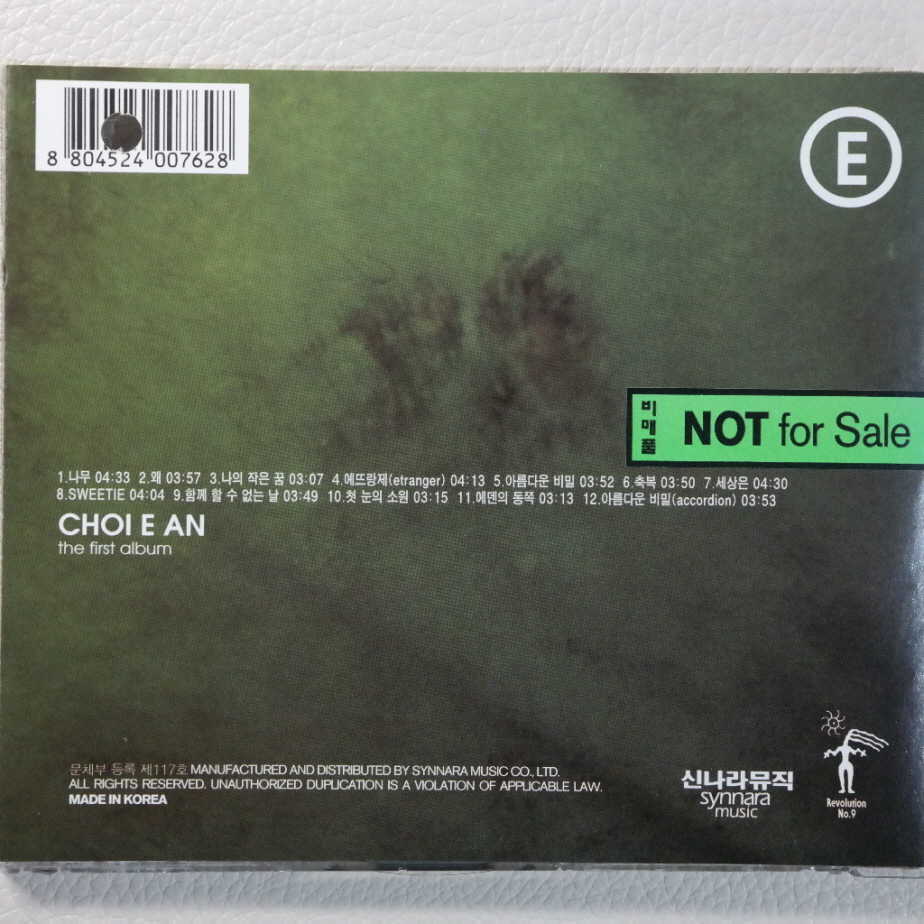 8 804524 007628
E
비매품
NOT for Sale
1.나무 04:33 2.왜 03:57 3.나의 작은 꿈 03:07 4.에뜨랑제(etranger) 04:13 5.아름다운 비밀 03:52 6.축복 03:50 7.세상은 04:30
8.SWEETIE 04:04 9.함께 할 수 없는 날 03:49 10.첫 눈의 소원 03:15 11.에덴의 동쪽 03:13 12.아름다운 비밀(accordion) 03:53
CHOI E AN
the first album
문체부 등록 제117호 MANUFACTURED AND DISTRIBUTED BY SYNNARA MUSIC CO., LTD.
ALL RIGHTS RESERVED. UNAUTHORIZED DUPLICATION IS A VIOLATION OF APPLICABLE LAW.
MADE IN KOREA
신나라뮤직
synnara
music
Revolution
No.9